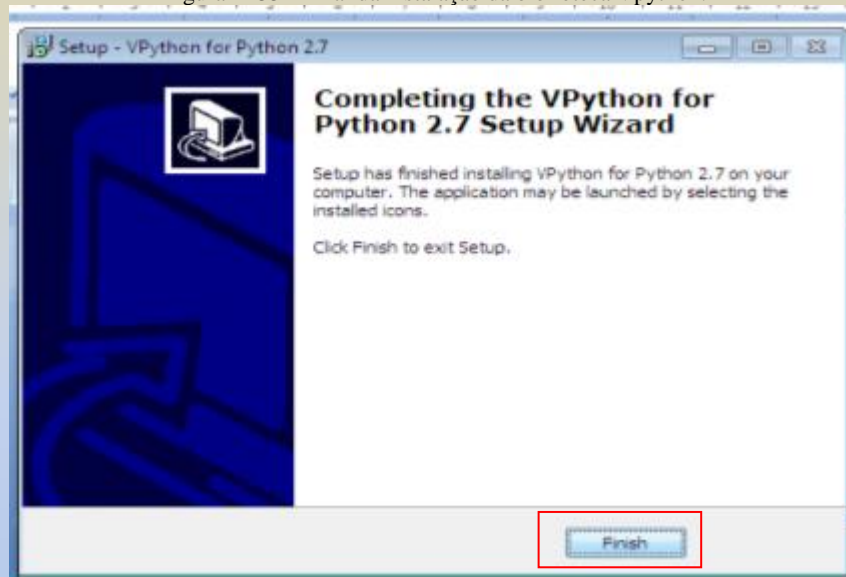 instalação da
Setup - VPython for Python 2.7
Completing the VPython for
Python 2.7 Setup Wizard
Setup has finished installing VPython for Python 2.7 on your
computer. The application may be launched by selecting the
installed icons.
Click Finish to exit Setup.
Finish